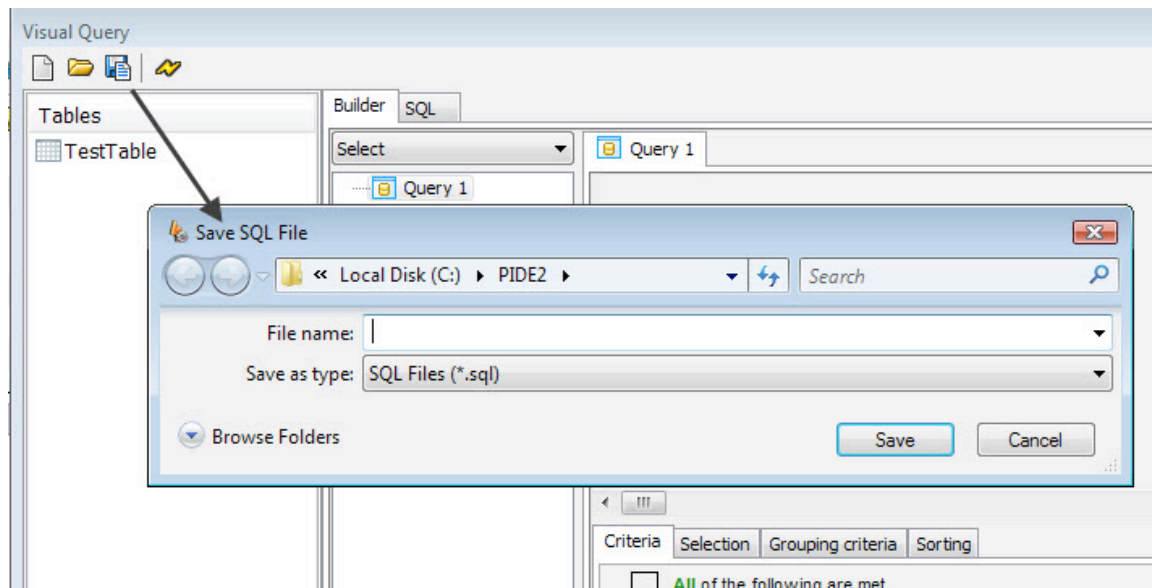 Visual Query
Tables
Builder
SQL
TestTable
Select
Query 1
Query 1
Save SQL File
« Local Disk (C:) PIDE2
Search
File name:
Save as type: SQL Files (*.sql)
Browse Folders
Save
Cancel
Criteria
Selection
Grouping criteria
Sorting
All of the following are met